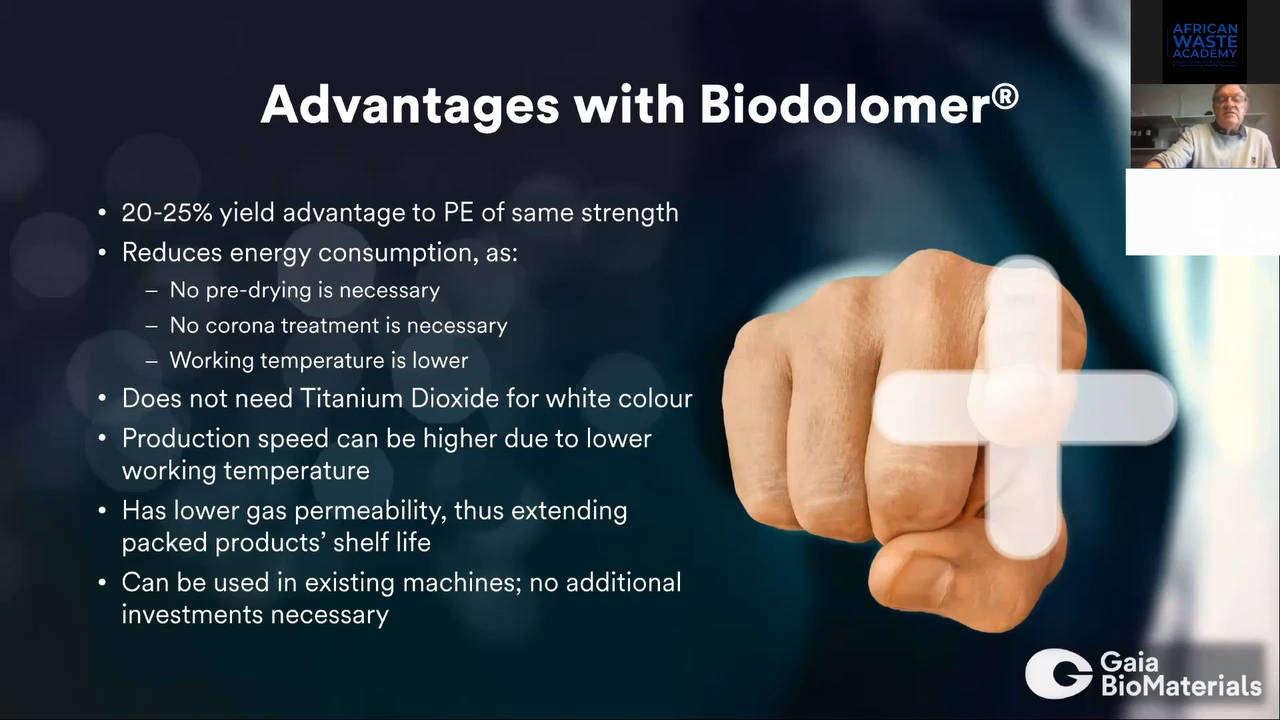 AFRICAN
WASTE
ACADEMY
Advantages with Biodolomer®
• 20-25% yield advantage to PE of same strength
• Reduces energy consumption, as:
– No pre-drying is necessary
– No corona treatment is necessary
– Working temperature is lower
• Does not need Titanium Dioxide for white colour
• Production speed can be higher due to lower
working temperature
• Has lower gas permeability, thus extending
packed products’ shelf life
• Can be used in existing machines; no additional
investments necessary
Gaia
BioMaterials